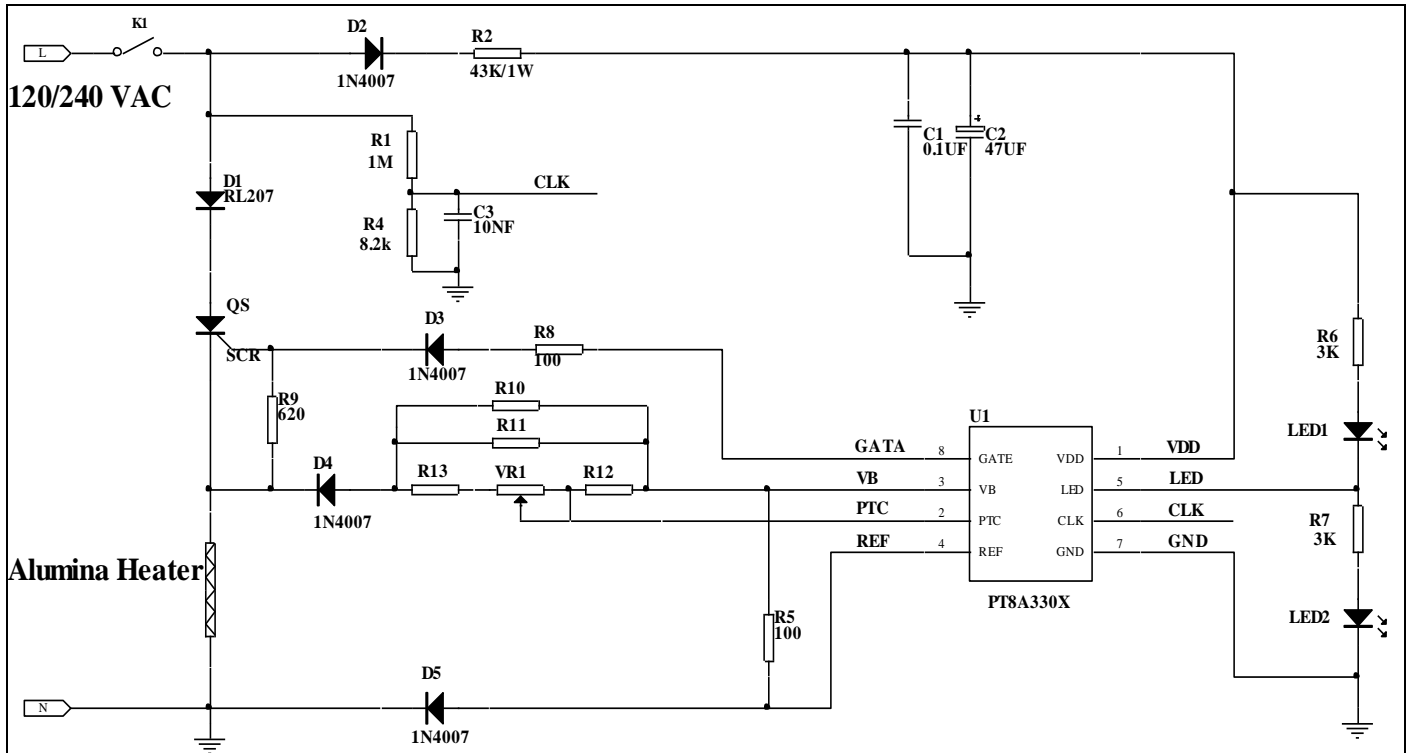 K1
L
120/240 VAC
D2
1N4007
R2
43K/1W
C1
0.1UF
+
C2
47UF
R1
1M
CLK
D1
RL207
R4
8.2k
C3
10NF
QS
SCR
D3
1N4007
R8
100
R6
3K
R9
620
R10
R11
LED1
D4
1N4007
R13
VR1
R12
GATA
VB
PTC
REF
8
3
2
4
U1
GATE VDD
VB LED
PTC CLK
REF GND
PT8A330X
1
5
6
7
VDD
LED
CLK
GND
R7
3K
LED2
Alumina Heater
R5
100
N
D5
1N4007